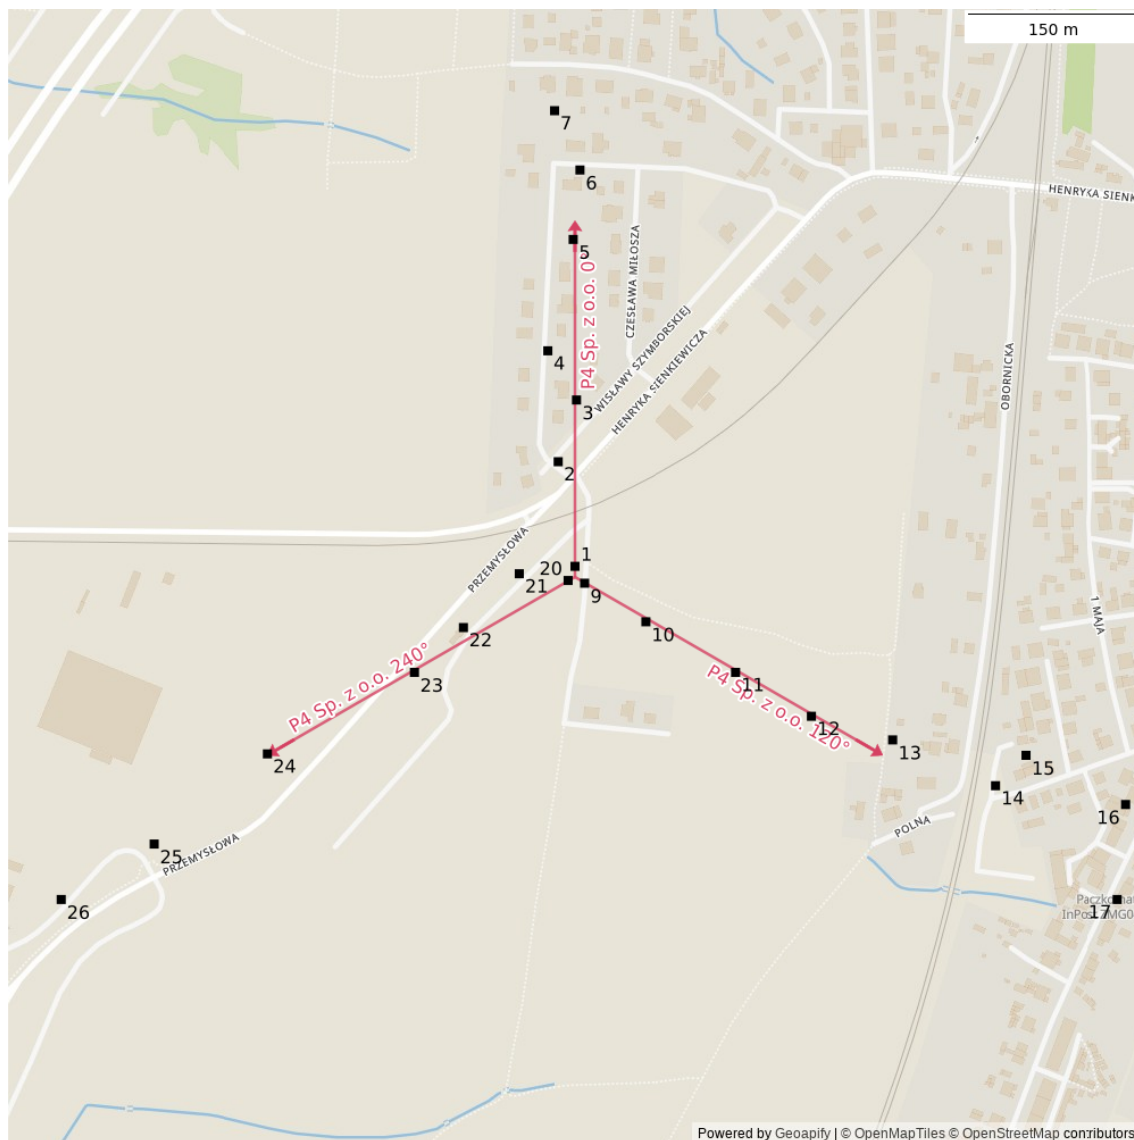 150 m
7
6
HENRYKA SIENK
5
P4 Sp. z o.o. 0
CZESŁAWA MIŁOSZA
WISŁAWY SZYMBORSKIEJ
HENRYKA SIENKIEWICZA
OBORNICKA
4
3
2
PRZEMYSŁOWA
1
20
21
9
1 MAJA
10
22
P4 Sp. z o.o. 240°
23
11
P4 Sp. z o.o. 120°
12
13
24
15
14
16
POLNA
25
PRZEMYSŁOWA
26
17
InPost
Powered by Geoapify | © OpenMapTiles © OpenStreetMap contributors